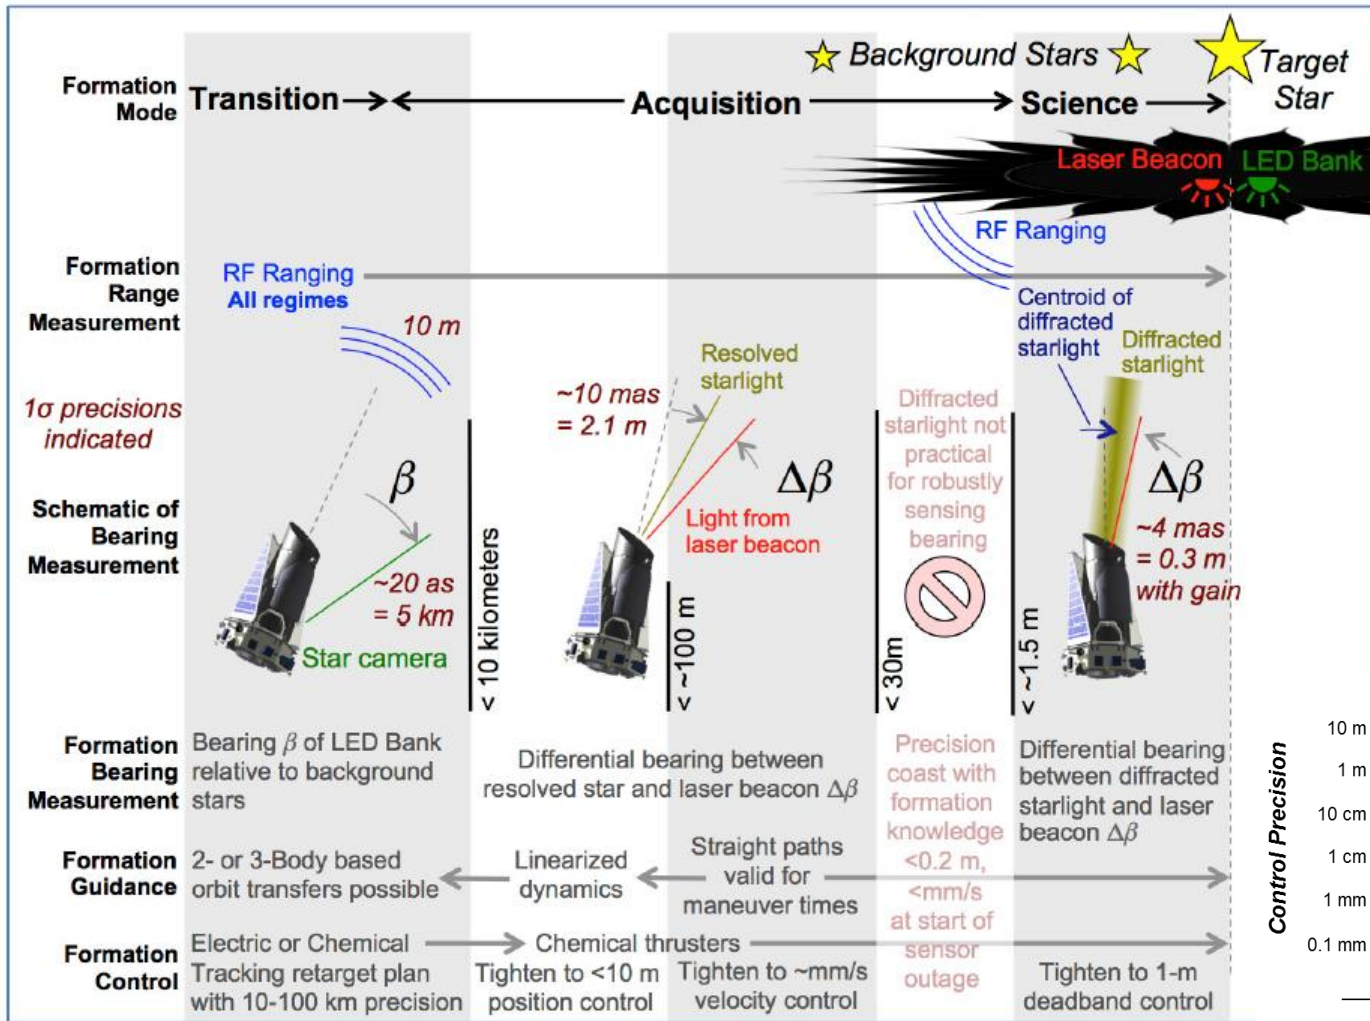 Background Stars
Target
Star
Formation
Mode
Transition
Acquisition
Science
Laser Beacon
LED Bank
RF Ranging
Formation
Range
Measurement
RF Ranging
All regimes
10 m
Centroid of
diffracted
starlight
Diffracted
starlight
Resolved
starlight
1σ precisions
indicated
~10 mas
= 2.1 m
Diffracted
starlight not
practical
for robustly
sensing
bearing
Schematic of
Bearing
Measurement
β
Δβ
Δβ
Light from
laser beacon
~20 as
= 5 km
Star camera
~4 mas
= 0.3 m
with gain
< 10 kilometers
< ~100 m
< 30m
< ~1.5 m
Formation
Bearing
Measurement
Bearing β of LED Bank
relative to background
stars
Differential bearing between
resolved star and laser beacon Δβ
Precision
coast with
formation
knowledge
<0.2 m,
<mm/s
at start of
sensor
outage
Differential bearing
between diffracted
starlight and laser
beacon Δβ
Formation
Guidance
2- or 3-Body based
orbit transfers possible
Linearized
dynamics
Straight paths
valid for
maneuver times
Formation
Control
Electric or Chemical
Tracking retarget plan
with 10-100 km precision
Chemical thrusters
Tighten to <10 m
position control
Tighten to ~mm/s
velocity control
Tighten to 1-m
deadband control
Control Precision
10 m
1 m
10 cm
1 cm
1 mm
0.1 mm